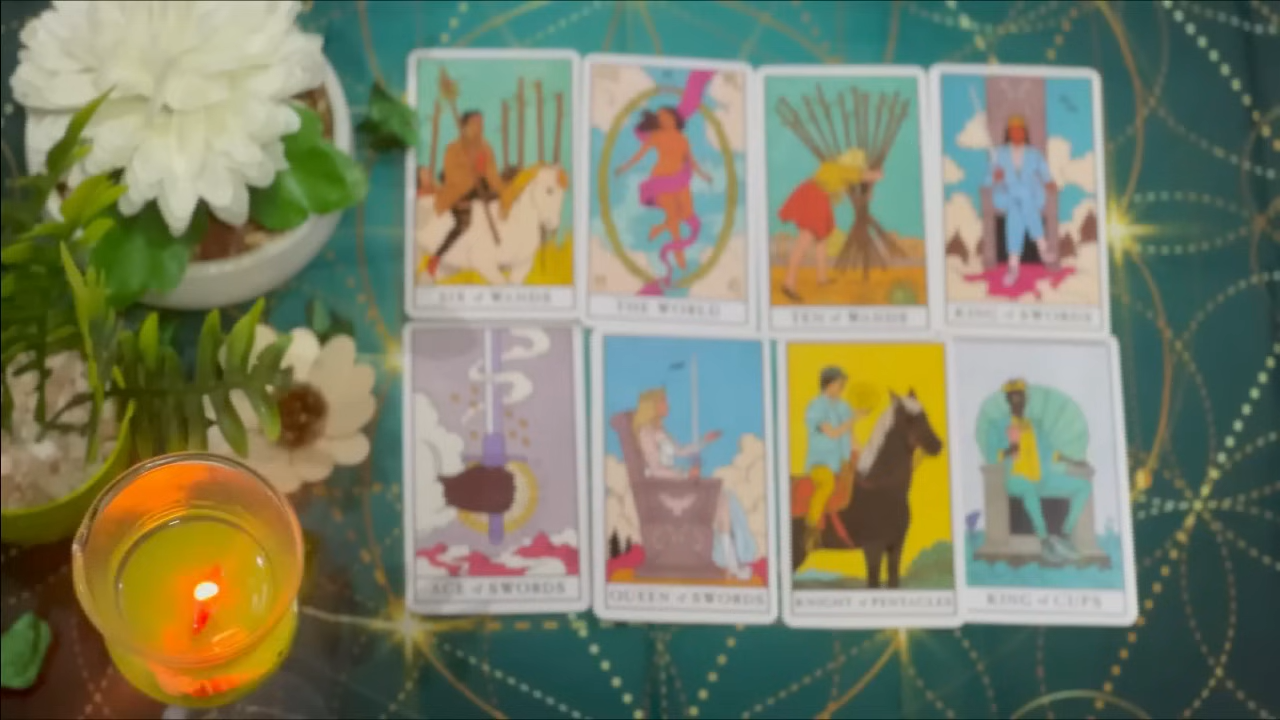 SIX of WANDS
THE WORLD
TEN of WANDS
KING of SWORDS
ACE of SWORDS
QUEEN of SWORDS
KNIGHT of PENTACLES
KING of CUPS